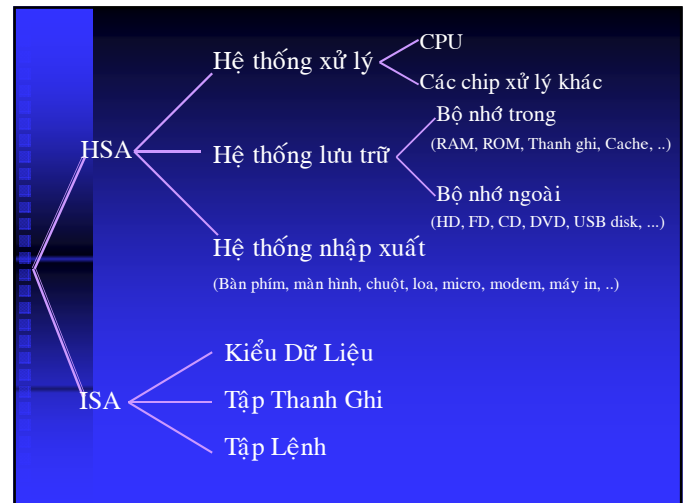 CPU
Hệ thống xử lý
Các chip xử lý khác
Bộ nhớ trong
(RAM, ROM, Thanh ghi, Cache, ..)
HSA
Hệ thống lưu trữ
Bộ nhớ ngoài
(HD, FD, CD, DVD, USB disk, ...)
Hệ thống nhập xuất
(Bàn phím, màn hình, chuột, loa, micro, modem, máy in, ..)
Kiểu Dữ Liệu
ISA
Tập Thanh Ghi
Tập Lệnh